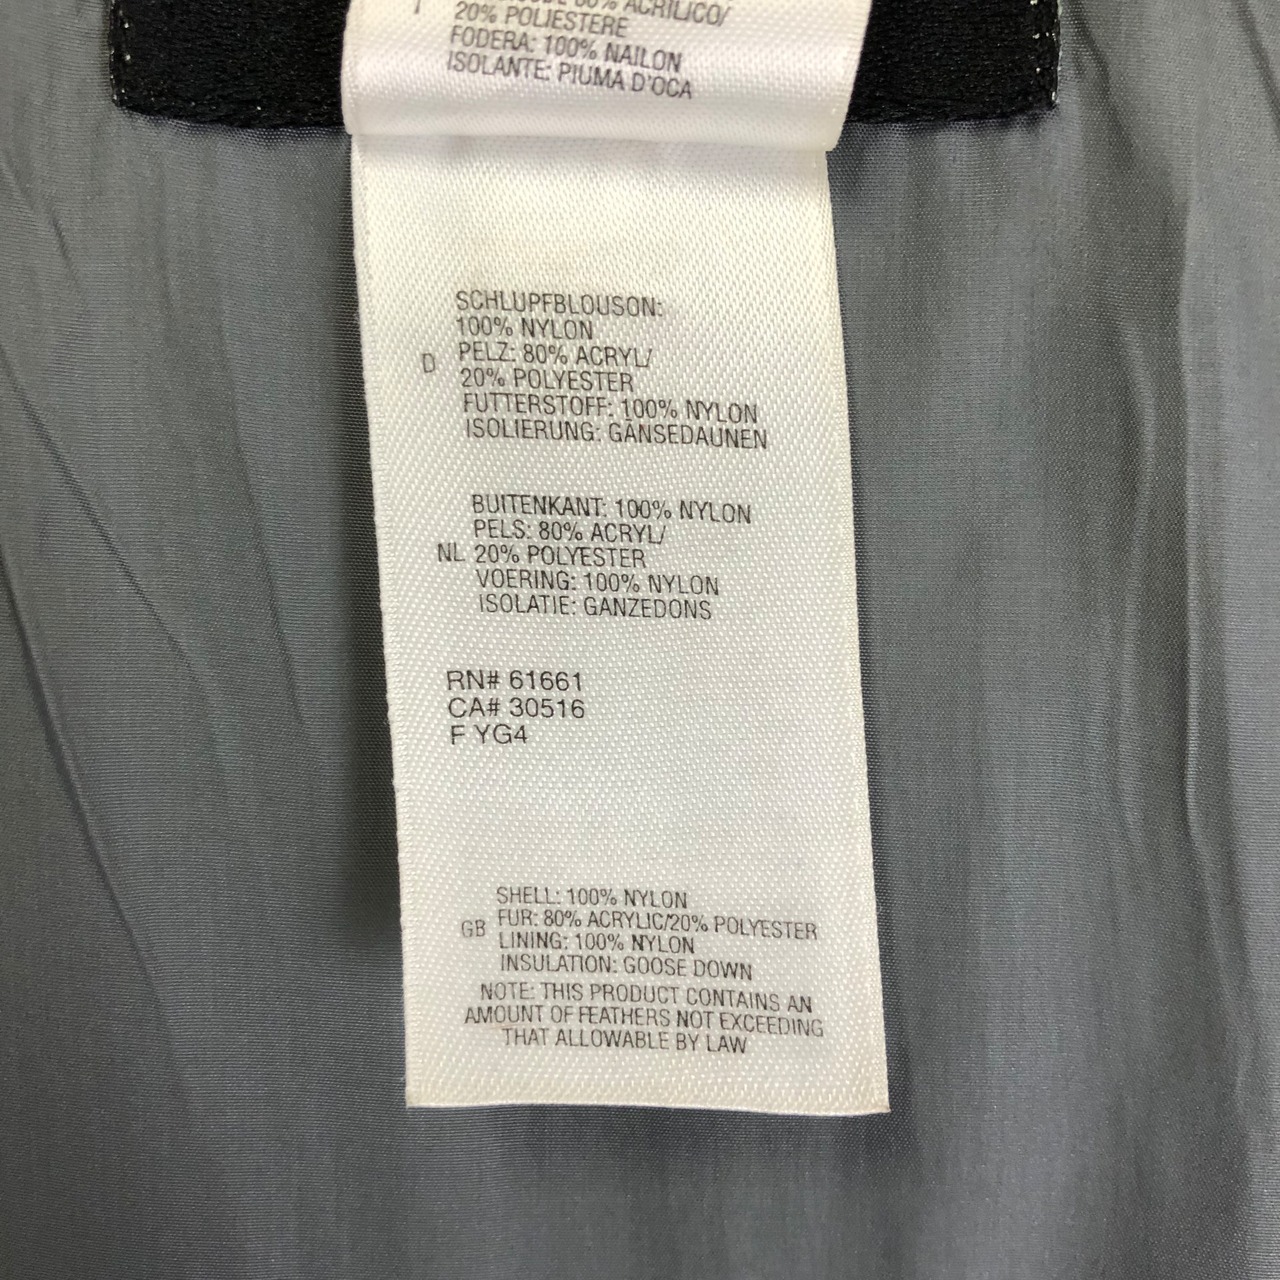 80% ACRILICO/
20% POLIESTERE
FODERA: 100% NAILON
ISOLANTE: PIUMA D'OCA
SCHLUPFBLOUSON:
100% NYLON
D PELZ: 80% ACRYL/
20% POLYESTER
FUTTERSTOFF: 100% NYLON
ISOLIERUNG: GÄNSEDAUNEN
BUITENKANT: 100% NYLON
PELS: 80% ACRYL/
NL 20% POLYESTER
VOERING: 100% NYLON
ISOLATIE: GANZEDONS
RN# 61661
CA# 30516
F YG4
SHELL: 100% NYLON
GB FUR: 80% ACRYLIC/20% POLYESTER
LINING: 100% NYLON
INSULATION: GOOSE DOWN
NOTE: THIS PRODUCT CONTAINS AN
AMOUNT OF FEATHERS NOT EXCEEDING
THAT ALLOWABLE BY LAW